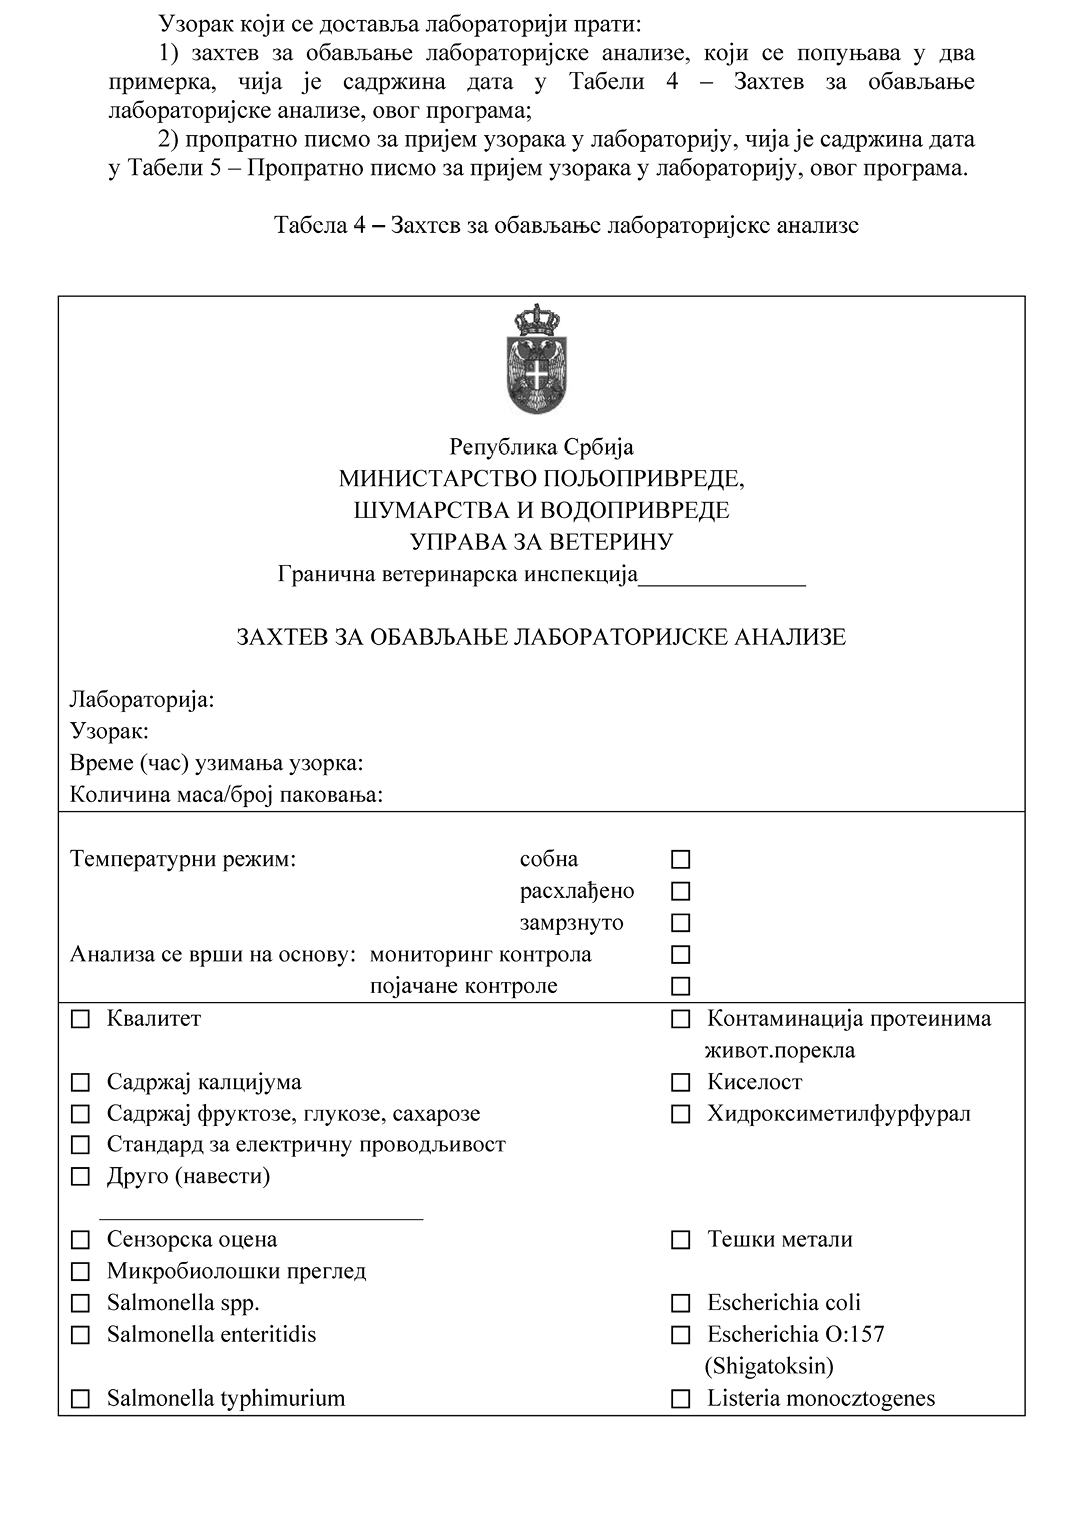 Узорак који се доставља лабораторији прати:
1) захтев за обављање лабораторијске анализе, који се попуњава у два
примерка, чија је садржина дата у Табели 4 – Захтев за обављање
лабораторијске анализе, овог програма;
2) пропратно писмо за пријем узорака у лабораторију, чија је садржина дата
у Табели 5 – Пропратно писмо за пријем узорака у лабораторију, овог програма.
Табела 4 – Захтев за обављање лабораторијске анализе
Република Србија
МИНИСТАРСТВО ПОЉОПРИВРЕДЕ,
ШУМАРСТВА И ВОДОПРИВРЕДЕ
УПРАВА ЗА ВЕТЕРИНУ
Гранична ветеринарска инспекција______________
ЗАХТЕВ ЗА ОБАВЉАЊЕ ЛАБОРАТОРИЈСКЕ АНАЛИЗЕ
Лабораторија:
Узорак:
Време (час) узимања узорка:
Количина маса/број паковања:
Температурни режим: собна ☐
расхлађено ☐
замрзнуто ☐
Анализа се врши на основу: мониторинг контрола ☐
појачане контроле ☐
☐ Квалитет ☐ Контаминација протеинима
живот.порекла
☐ Садржај калцијума ☐ Киселост
☐ Садржај фруктозе, глукозе, сахарозе ☐ Хидроксиметилфурфурал
☐ Стандард за електричну проводљивост
☐ Друго (навести)
___________________________
☐ Сензорска оцена ☐ Тешки метали
☐ Микробиолошки преглед
☐ Salmonella spp. ☐ Escherichia coli
☐ Salmonella enteritidis ☐ Escherichia O:157
(Shigatoksin)
☐ Salmonella typhimurium ☐ Listeria monocztogenes